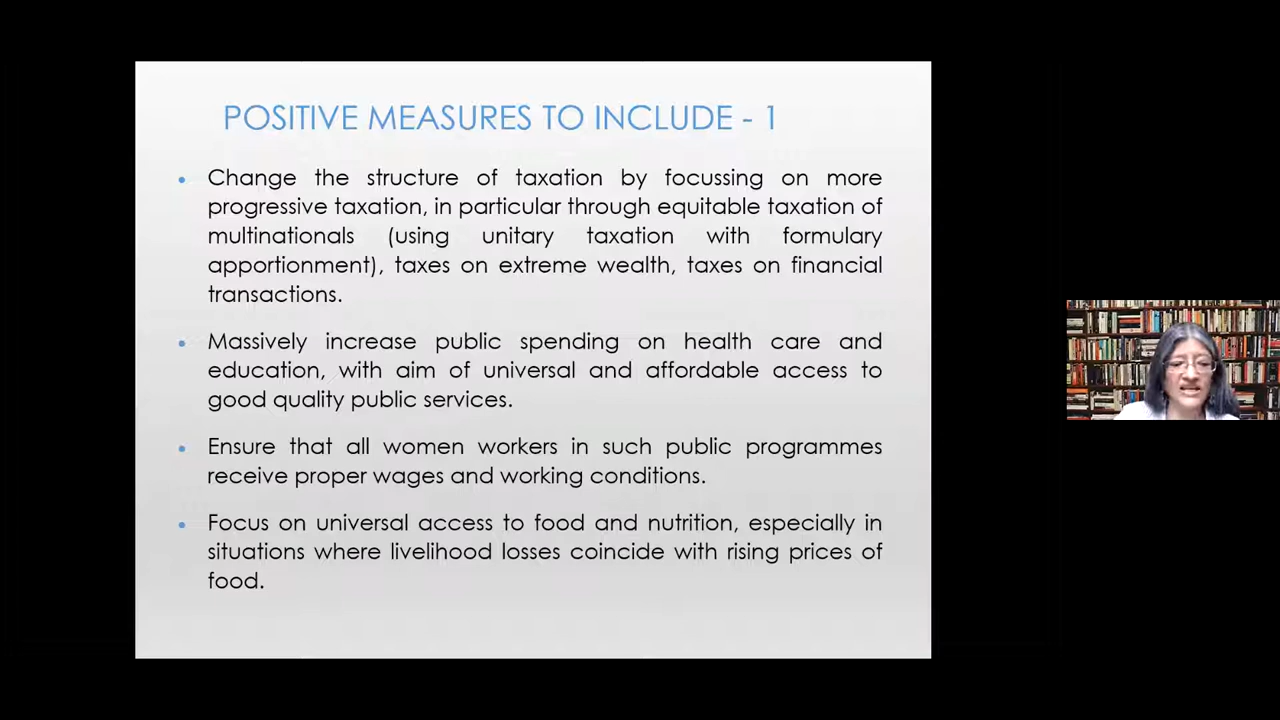 POSITIVE MEASURES TO INCLUDE - 1
• Change the structure of taxation by focussing on more
progressive taxation, in particular through equitable taxation of
multinationals (using unitary taxation with formulary
apportionment), taxes on extreme wealth, taxes on financial
transactions.
• Massively increase public spending on health care and
education, with aim of universal and affordable access to
good quality public services.
• Ensure that all women workers in such public programmes
receive proper wages and working conditions.
• Focus on universal access to food and nutrition, especially in
situations where livelihood losses coincide with rising prices of
food.